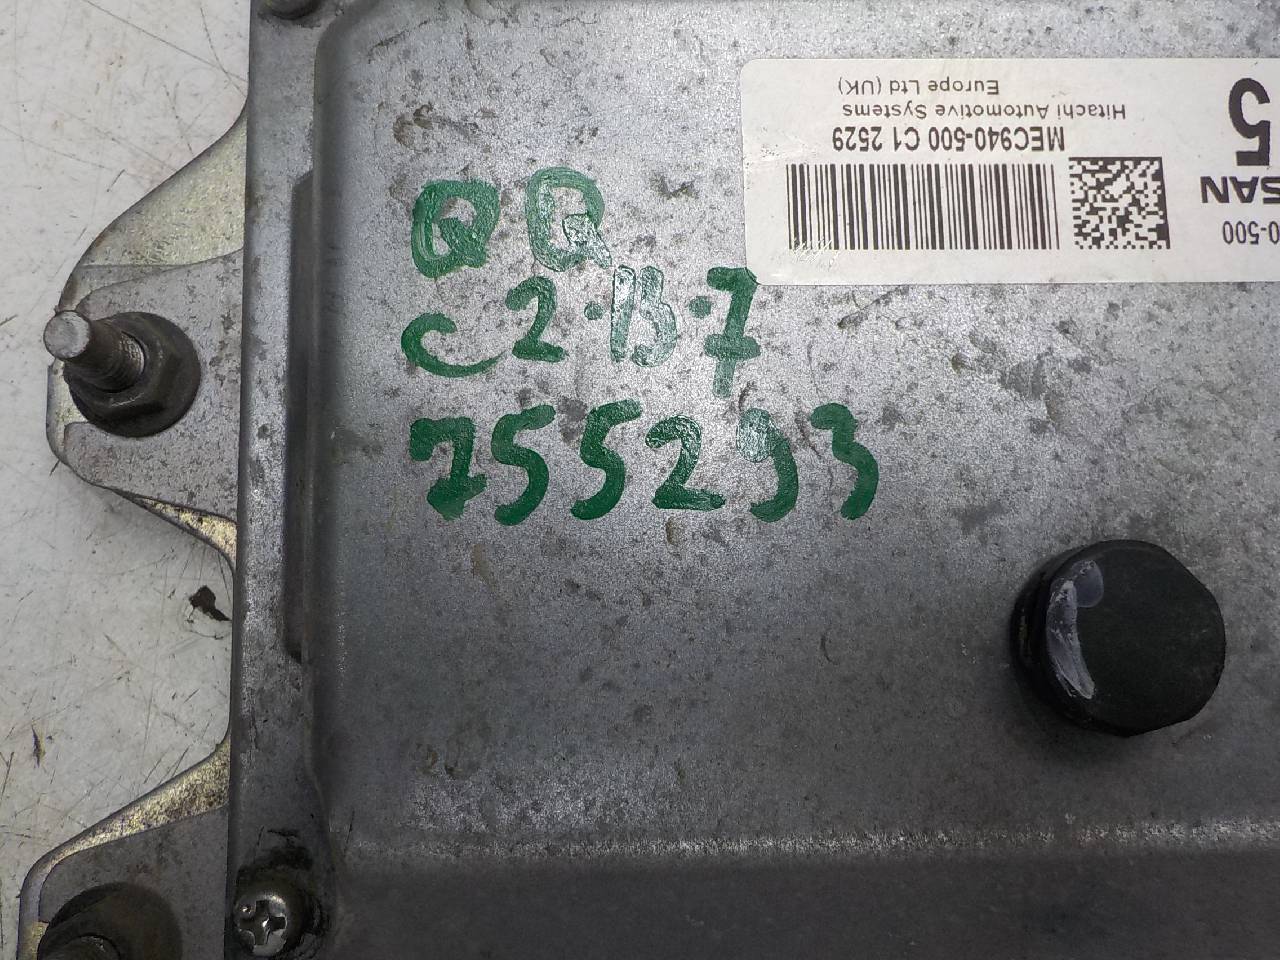 QQ
C2·13·7
755293
MEC940-500 C1 2529
Hitachi Automotive Systems
Europe Ltd (UK)
5
SAN
0-500